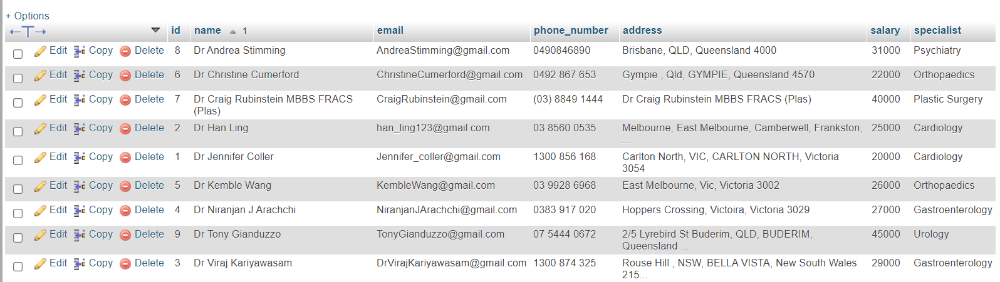 + Options
←T→ id name 1 email phone_number address salary specialist
Edit Copy Delete 8 Dr Andrea Stimming AndreaStimming@gmail.com 0490846890 Brisbane, QLD, Queensland 4000 31000 Psychiatry
Edit Copy Delete 6 Dr Christine Cumerford ChristineCumerford@gmail.com 0492 867 653 Gympie , Qld, GYMPIE, Queensland 4570 22000 Orthopaedics
Edit Copy Delete 7 Dr Craig Rubinstein MBBS FRACS CraigRubinstein@gmail.com (03) 8849 1444 Dr Craig Rubinstein MBBS FRACS (Plas) 40000 Plastic Surgery
(Plas)
Edit Copy Delete 2 Dr Han Ling han_ling123@gmail.com 03 8560 0535 Melbourne, East Melbourne, Camberwell, Frankston, 25000 Cardiology
...
Edit Copy Delete 1 Dr Jennifer Coller Jennifer_coller@gmail.com 1300 856 168 Carlton North, VIC, CARLTON NORTH, Victoria 20000 Cardiology
3054
Edit Copy Delete 5 Dr Kemble Wang KembleWang@gmail.com 03 9928 6968 East Melbourne, Vic, Victoria 3002 26000 Orthopaedics
Edit Copy Delete 4 Dr Niranjan J Arachchi NiranjanJArachchi@gmail.com 0383 917 020 Hoppers Crossing, Victoira, Victoria 3029 27000 Gastroenterology
Edit Copy Delete 9 Dr Tony Gianduzzo TonyGianduzzo@gmail.com 07 5444 0672 2/5 Lyrebird St Buderim, QLD, BUDERIM, 45000 Urology
Queensland ...
Edit Copy Delete 3 Dr Viraj Kariyawasam DrVirajKariyawasam@gmail.com 1300 874 325 Rouse Hill , NSW, BELLA VISTA, New South Wales 29000 Gastroenterology
215...